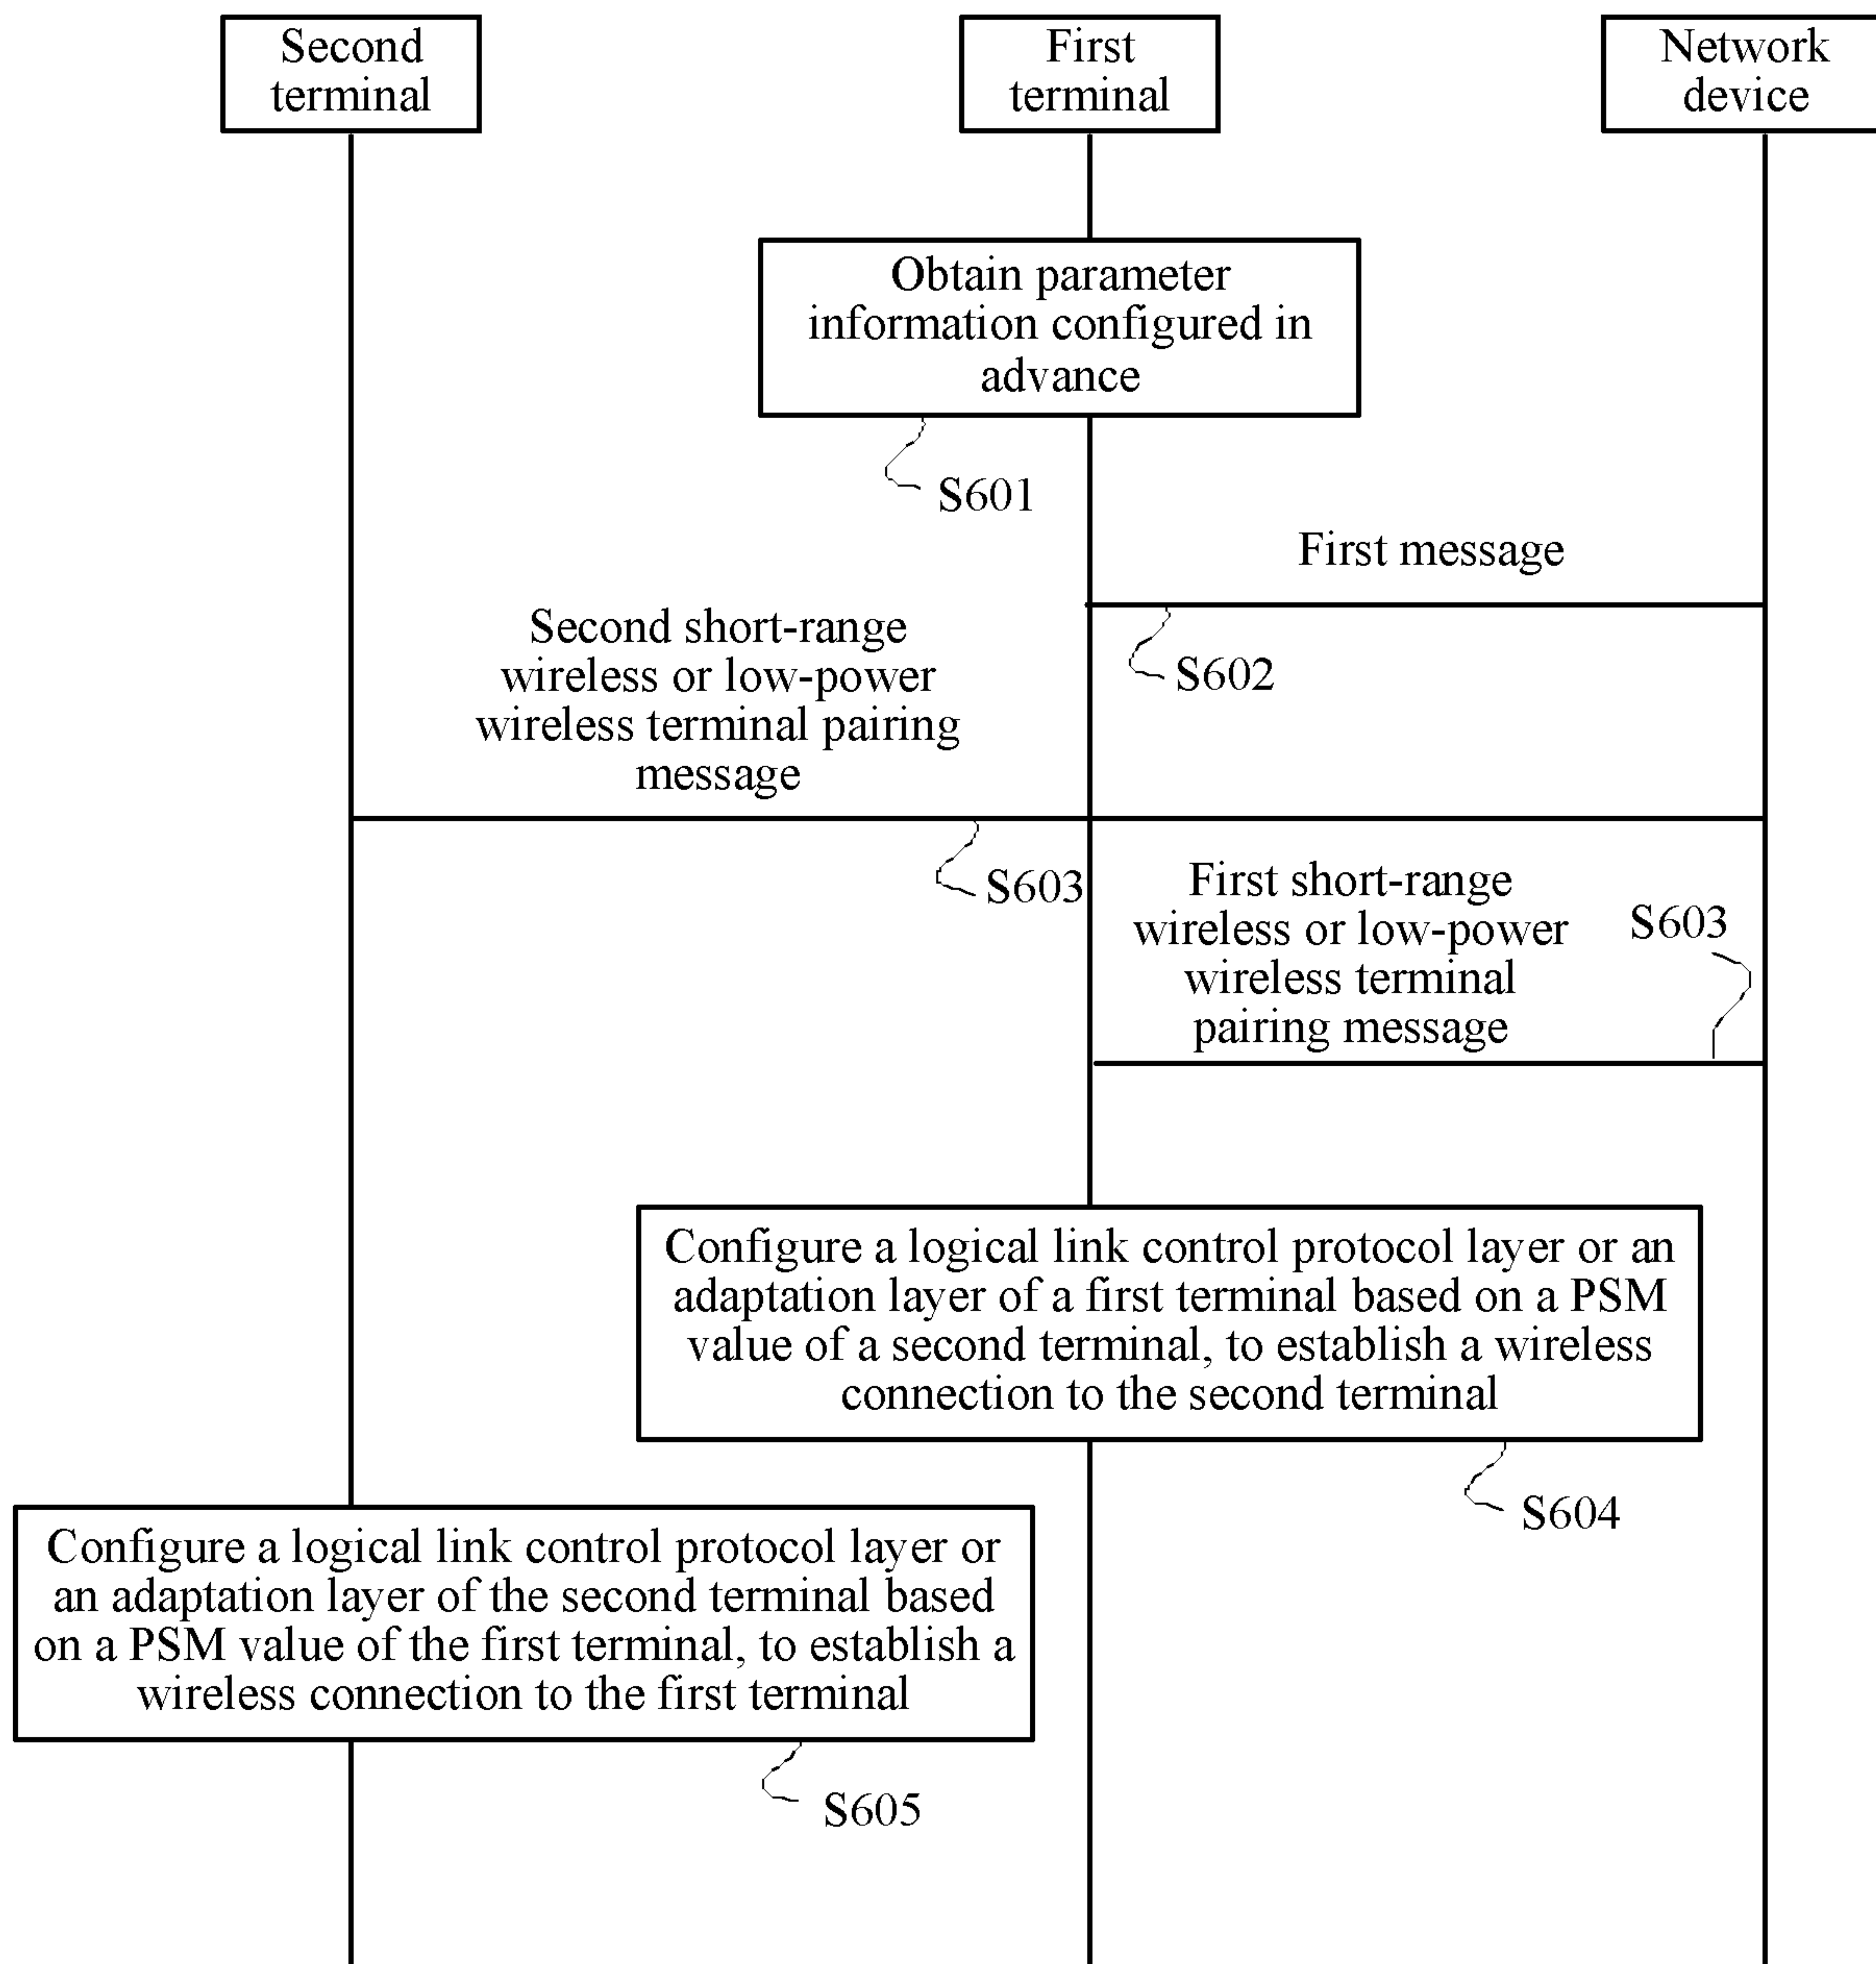 Second
terminal
First
terminal
Network
device
Obtain parameter
information configured in
advance
S601
First message
S602
Second short-range
wireless or low-power
wireless terminal pairing
message
S603
First short-range
wireless or low-power
wireless terminal
pairing message
S603
Configure a logical link control protocol layer or an
adaptation layer of a first terminal based on a PSM
value of a second terminal, to establish a wireless
connection to the second terminal
S604
Configure a logical link control protocol layer or
an adaptation layer of the second terminal based
on a PSM value of the first terminal, to establish a
wireless connection to the first terminal
S605